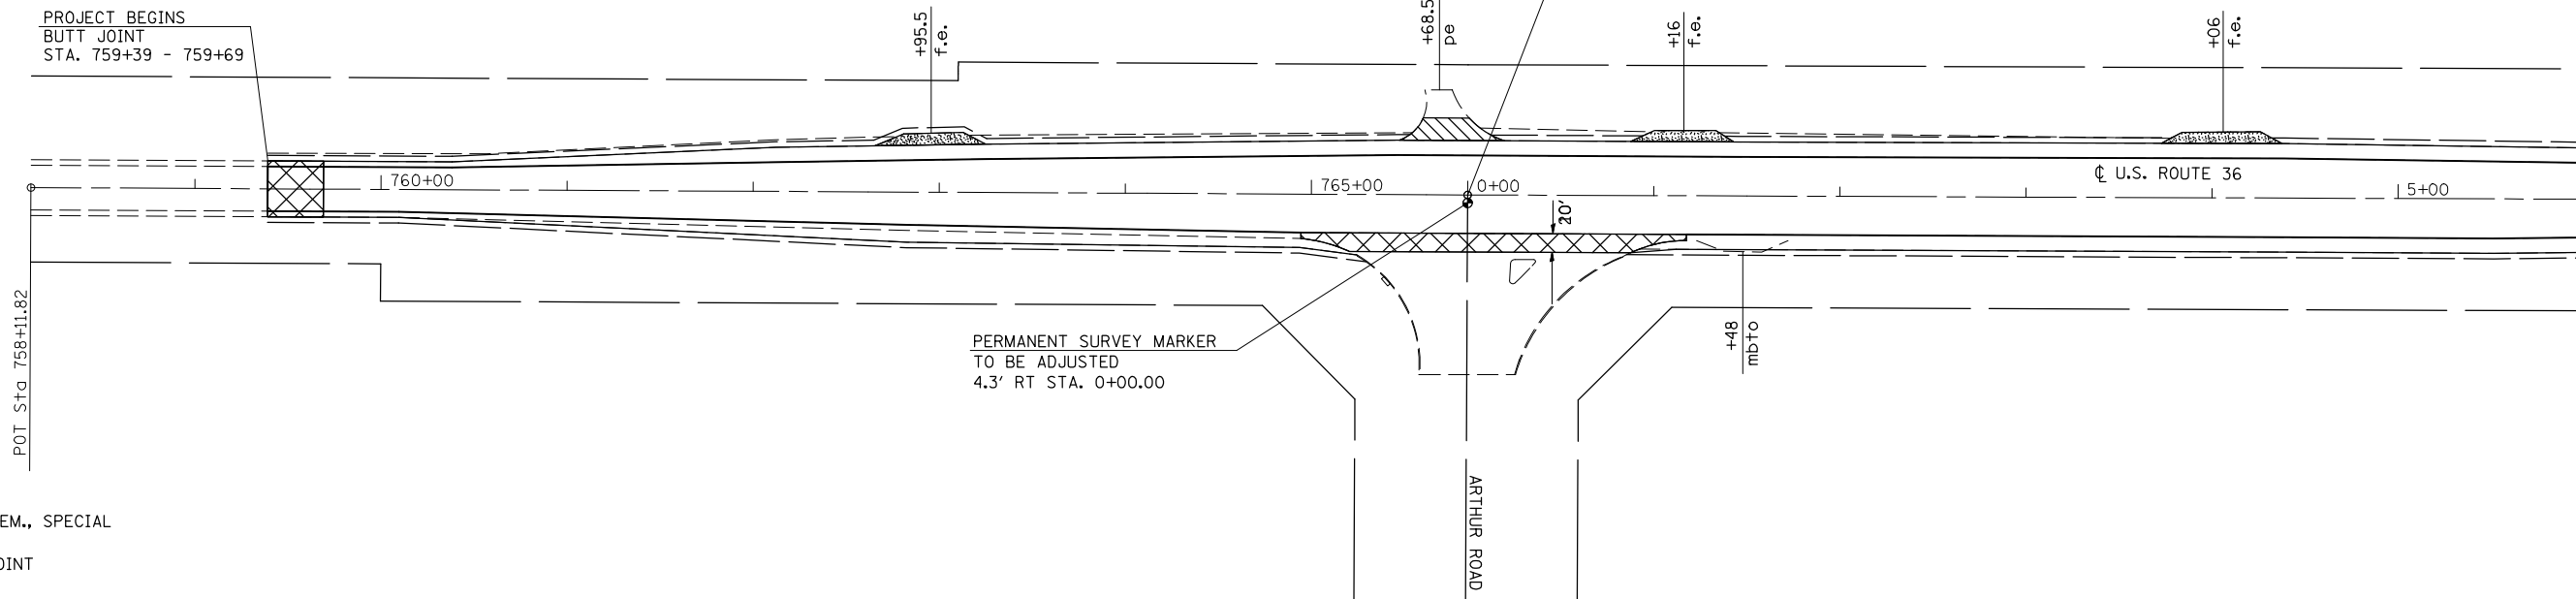 PROJECT BEGINS
BUTT JOINT
STA. 759+39 - 759+69
+95.5
f.e.
+68.5
pe
+16
f.e.
+06
f.e.
760+00
765+00
0+00
℄ U.S. ROUTE 36
5+00
POT Sta 758+11.82
PERMANENT SURVEY MARKER
TO BE ADJUSTED
4.3' RT STA. 0+00.00
+48
mbto
ARTHUR ROAD
EM., SPECIAL
OINT